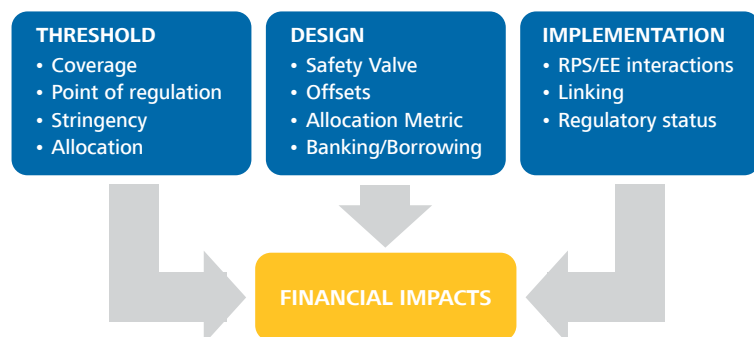 THRESHOLD
• Coverage
• Point of regulation
• Stringency
• Allocation
DESIGN
• Safety Valve
• Offsets
• Allocation Metric
• Banking/Borrowing
IMPLEMENTATION
• RPS/EE interactions
• Linking
• Regulatory status
FINANCIAL IMPACTS